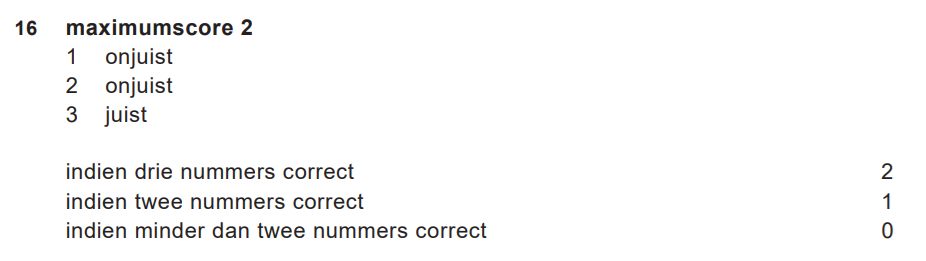 16 maximumscore 2
1 onjuist
2 onjuist
3 juist
indien drie nummers correct 2
indien twee nummers correct 1
indien minder dan twee nummers correct 0